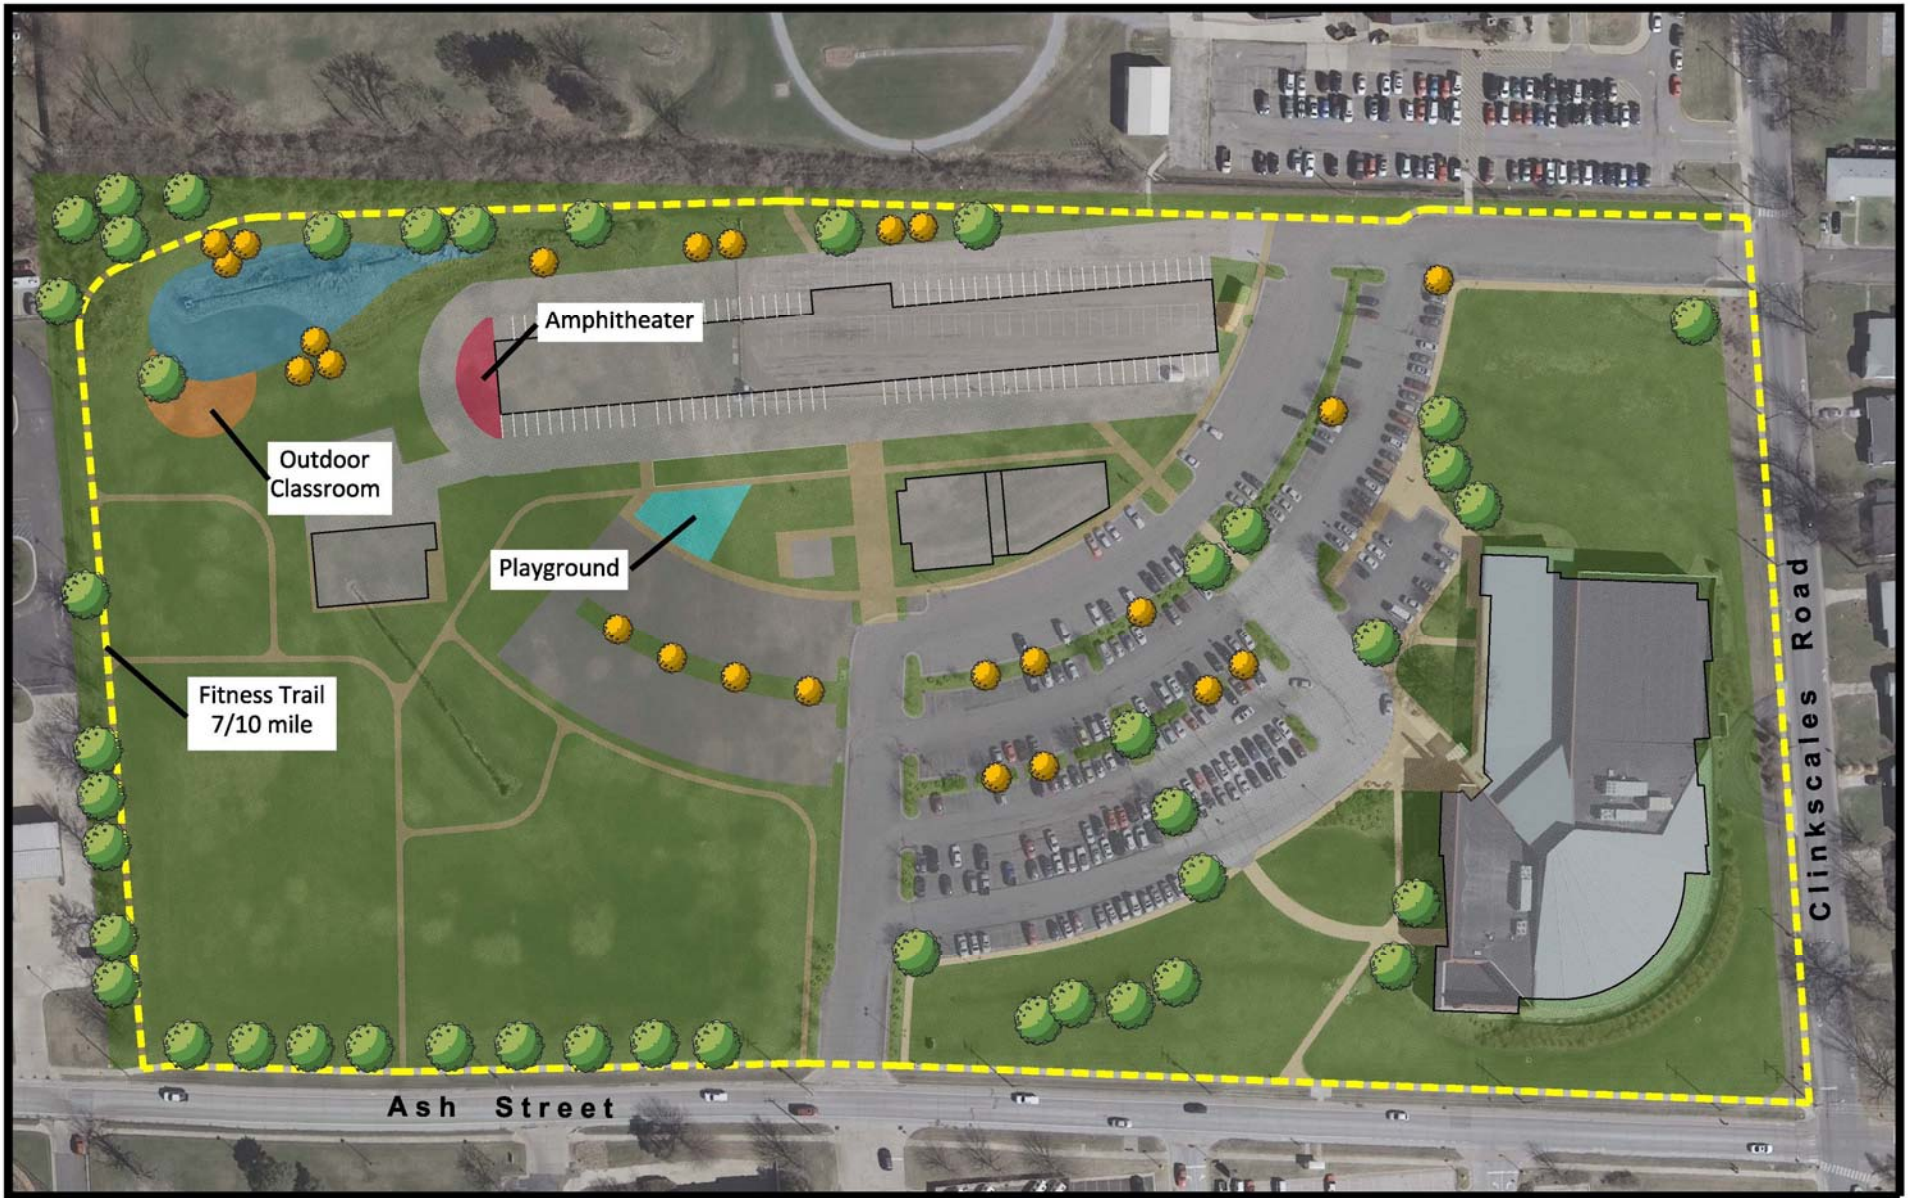 Amphitheater
Outdoor
Classroom
Playground
Fitness Trail
7/10 mile
Clinkscales Road
Ash Street